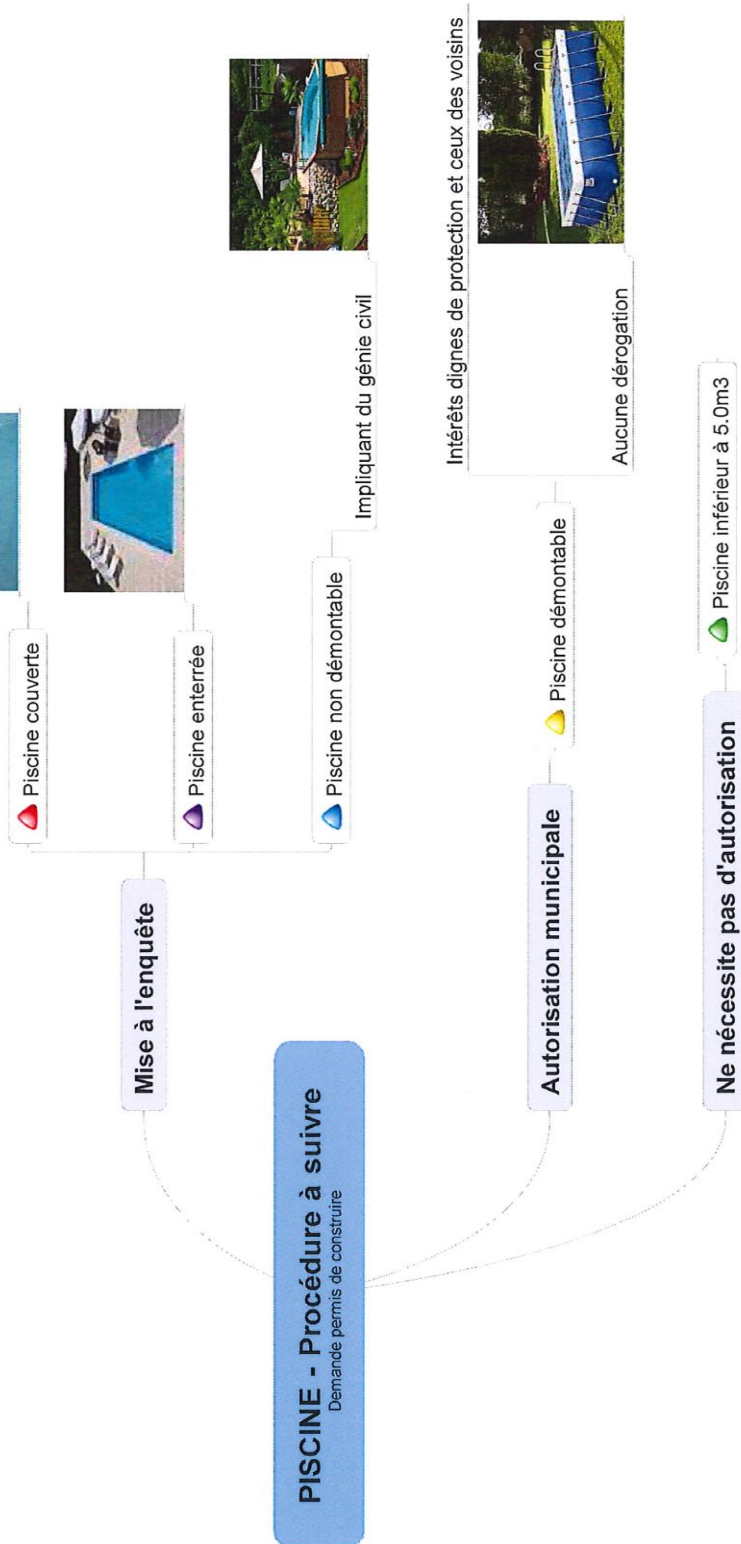 PISCINE - Procédure à suivre
Demande permis de construire
Mise à l'enquête
Piscine couverte
Piscine enterrée
Piscine non démontable
Impliquant du génie civil
Autorisation municipale
Piscine démontable
Intérêts dignes de protection et ceux des voisins
Aucune dérogation
Ne nécessite pas d'autorisation
Piscine inférieur à 5.0m3